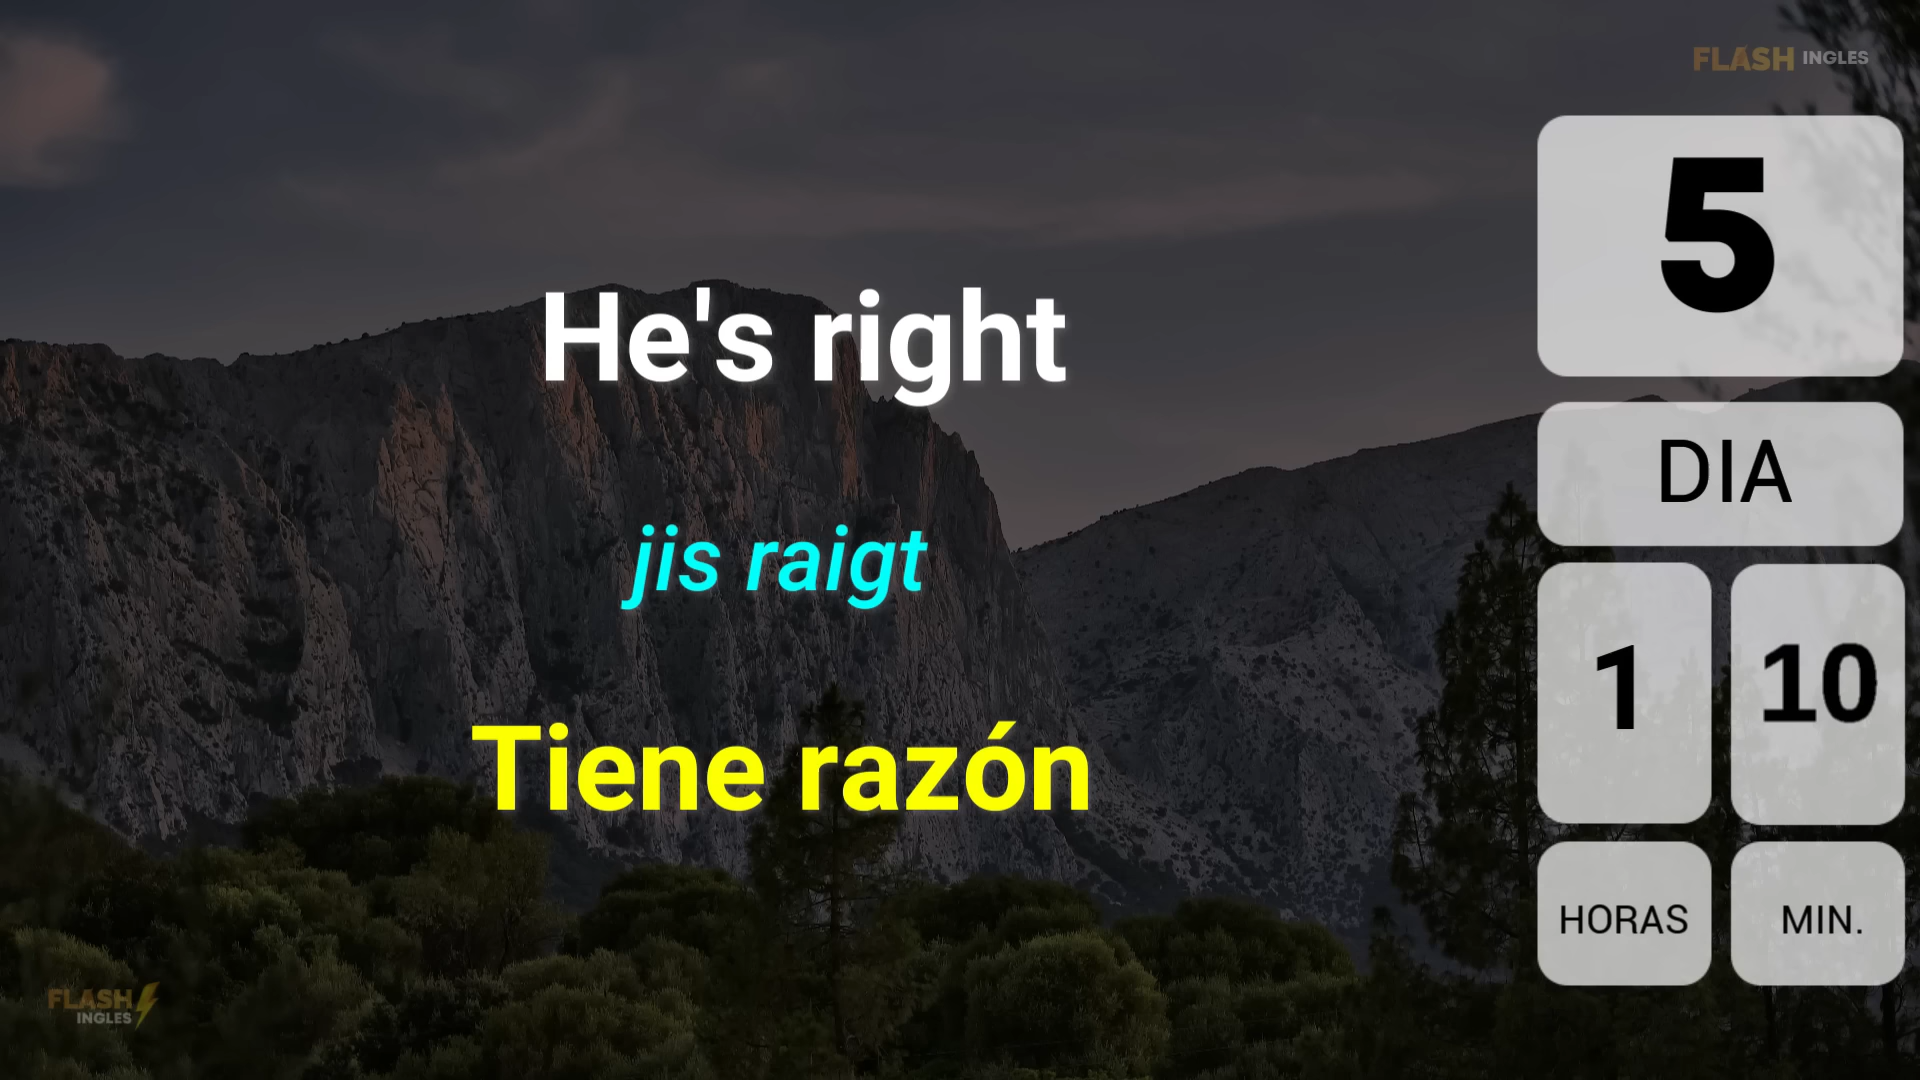 FLASH INGLES
5
DIA
He's right
jis raigt
Tiene razón
1 10
HORAS MIN.
FLASH
INGLES